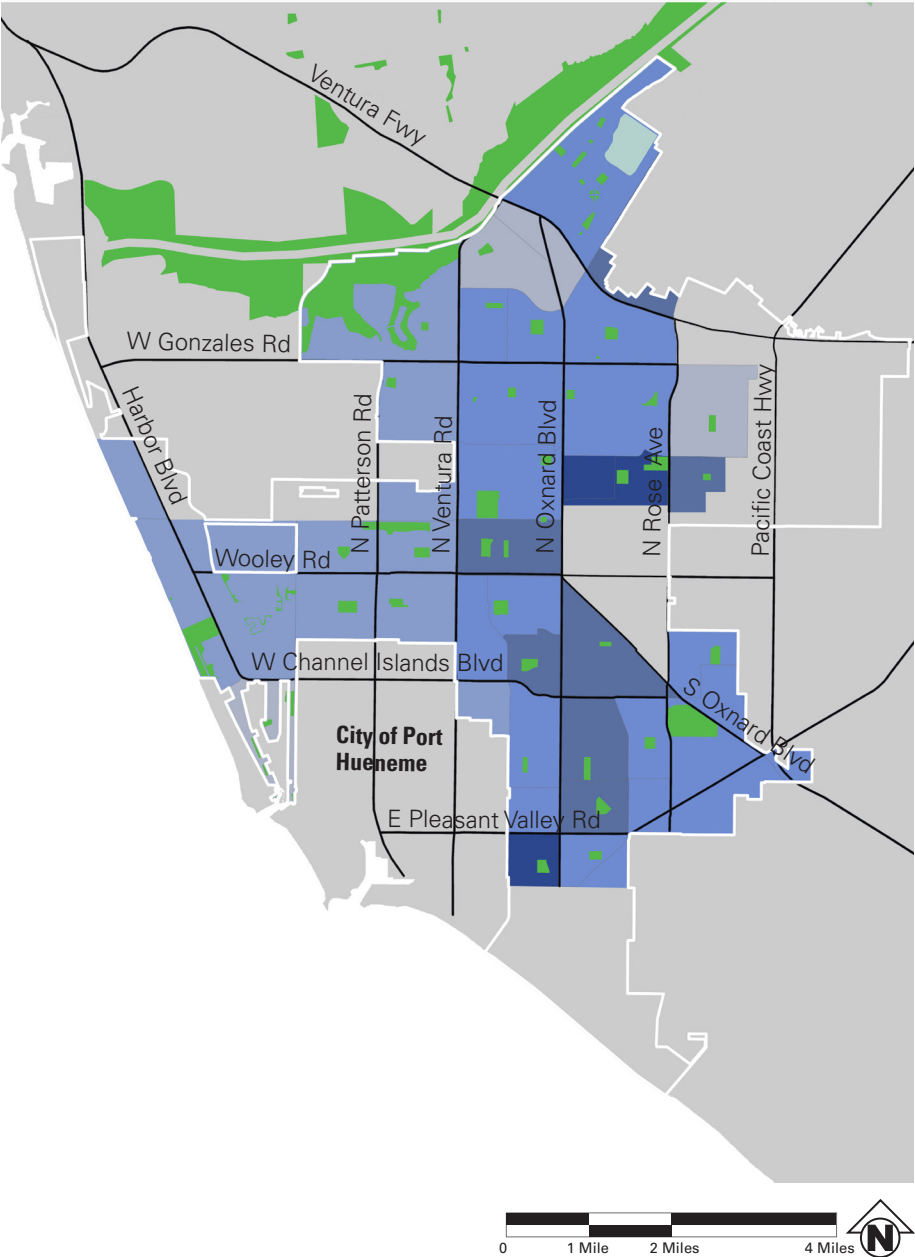 Ventura Fwy
W Gonzales Rd
Harbor Blvd
N Patterson Rd
N Ventura Rd
N Oxnard Blvd
N Rose Ave
Pacific Coast Hwy
Wooley Rd
W Channel Islands Blvd
S Oxnard Blvd
City of Port
Hueneme
E Pleasant Valley Rd
0
1 Mile
2 Miles
4 Miles
N